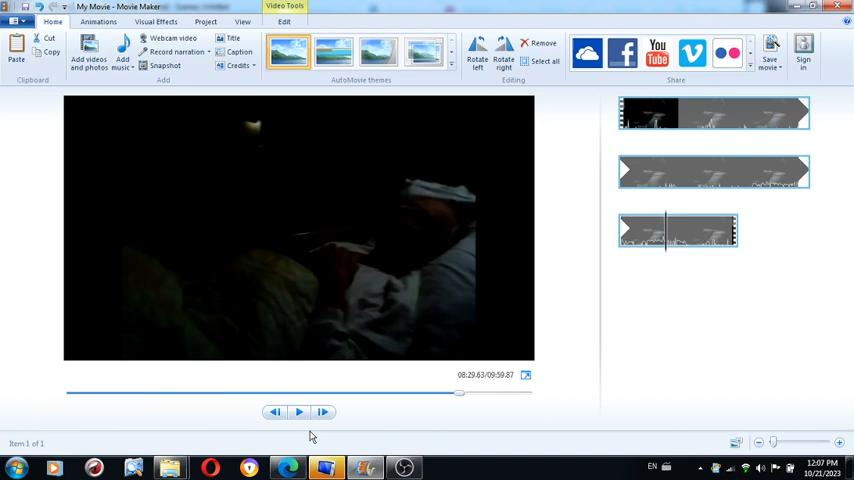 My Movie - Movie Maker
Video Tools
Home
Animations
Visual Effects
Project
View
Edit
Paste
Cut
Copy
Clipboard
Add videos
and photos
Add
music
Webcam video
Record narration
Snapshot
Title
Caption
Credits
Add
AutoMovie themes
Rotate
left
Rotate
right
Remove
Select all
Editing
You
Tube
Share
Save
movie
Sign
in
08:29.63/09:59.87
Item 1 of 1
EN
12:07 PM
10/21/2023